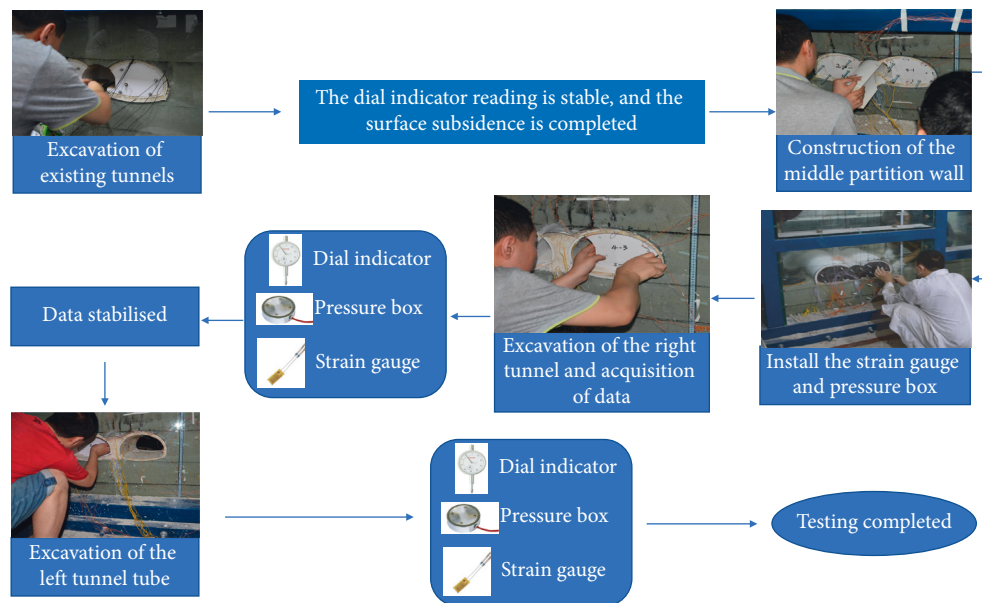 Excavation of
existing tunnels
The dial indicator reading is stable, and the
surface subsidence is completed
Construction of the
middle partition wall
Install the strain gauge
and pressure box
4-3
Excavation of the right
tunnel and acquisition
of data
Dial indicator
Pressure box
Strain gauge
Data stabilised
Excavation of the
left tunnel tube
Dial indicator
Pressure box
Strain gauge
Testing completed